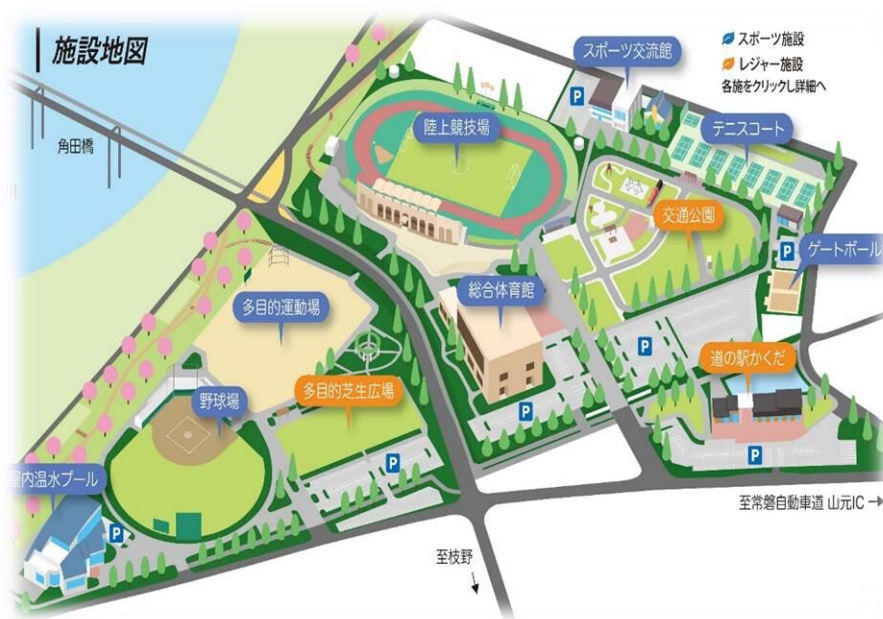 施設地図
スポーツ交流館
スポーツ施設
レジャー施設
各施をクリックし詳細へ
P
陸上競技場
テニスコート
角田橋
交通公園
P
ゲートボール
総合体育館
多目的運動場
P
道の駅かくだ
多目的芝生広場
野球場
P
P
P
屋内温水プール
P
至常磐自動車道 山元IC
至枝野